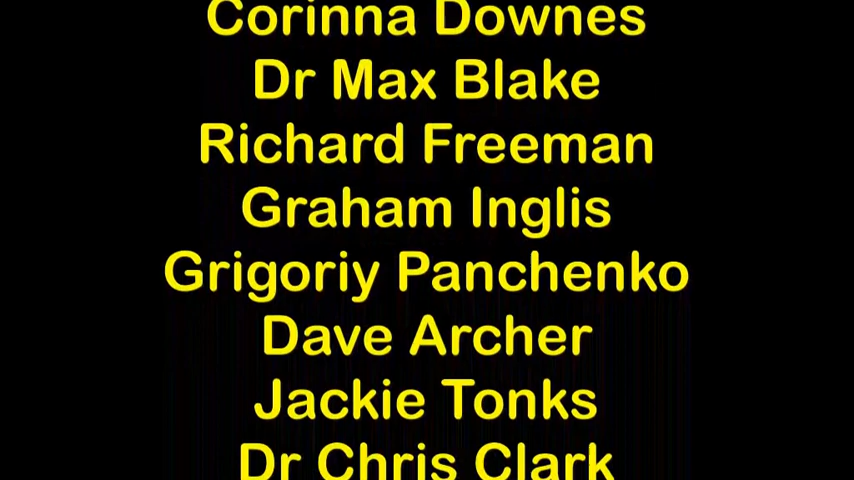 Corinna Downes
Dr Max Blake
Richard Freeman
Graham Inglis
Grigoriy Panchenko
Dave Archer
Jackie Tonks
Dr Chris Clark